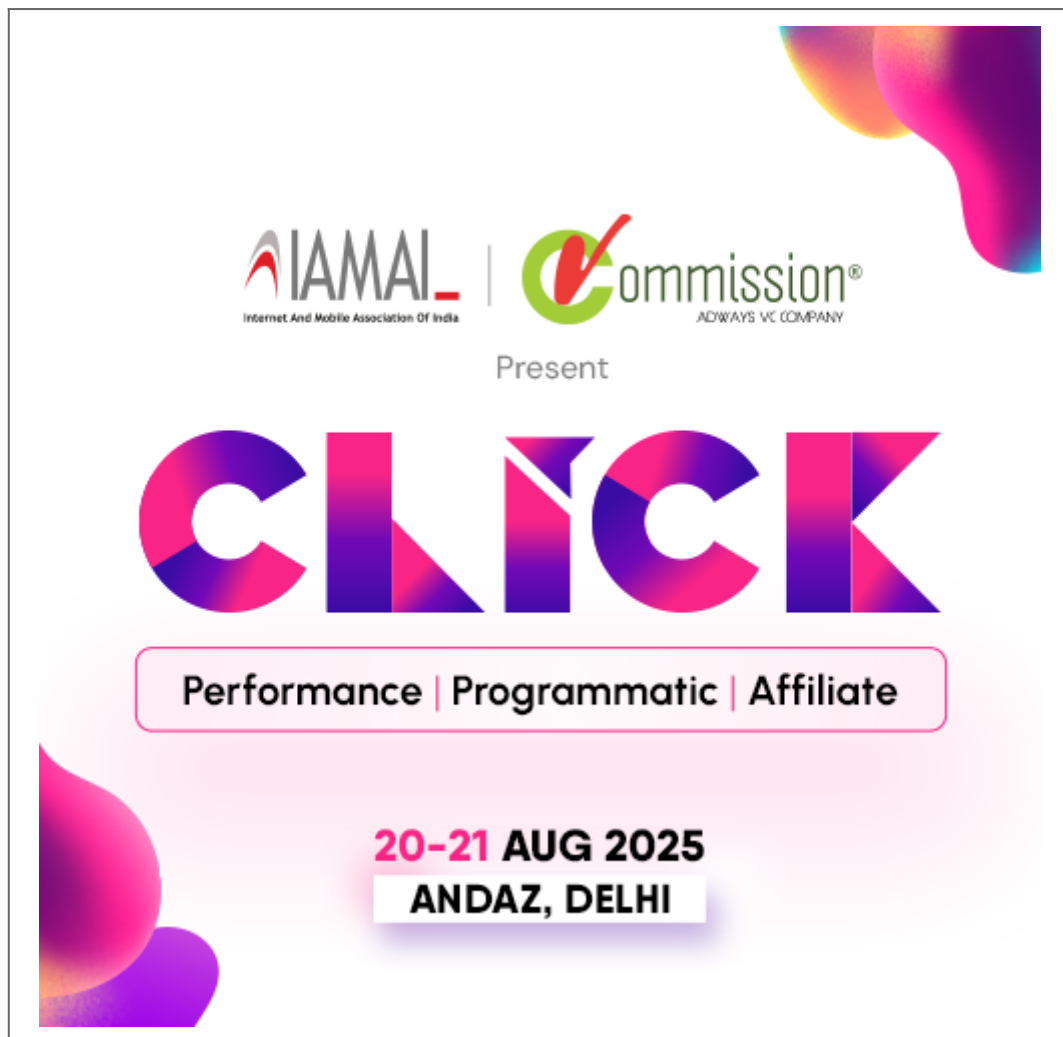 IAMAI
Internet And Mobile Association Of India
vCommission®
ADWAYS VC COMPANY
Present
CLiCK
Performance | Programmatic | Affiliate
20-21 AUG 2025
ANDAZ, DELHI